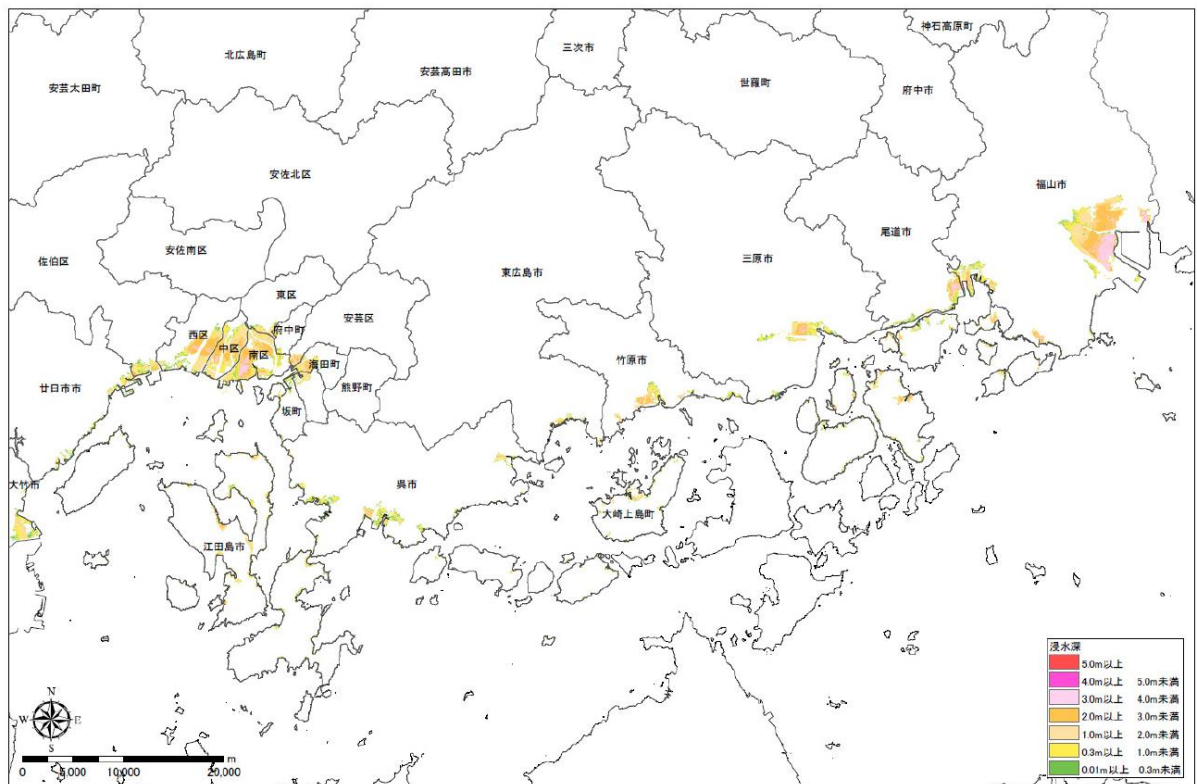 神石高原町
三次市
北広島町
安芸高田市
世羅町
安芸太田町
府中市
安佐北区
福山市
尾道市
安佐南区
佐伯区
三原市
東広島市
東区
安芸区
西区
府中町
中区
南区
海田町
竹原市
廿日市市
熊野町
坂町
大竹市
呉市
大崎上島町
江田島市
浸水深
5.0m以上
4.0m以上 5.0m未満
3.0m以上 4.0m未満
2.0m以上 3.0m未満
1.0m以上 2.0m未満
0.3m以上 1.0m未満
0.01m以上 0.3m未満
N
W E
S
m
0 5,000 10,000 20,000